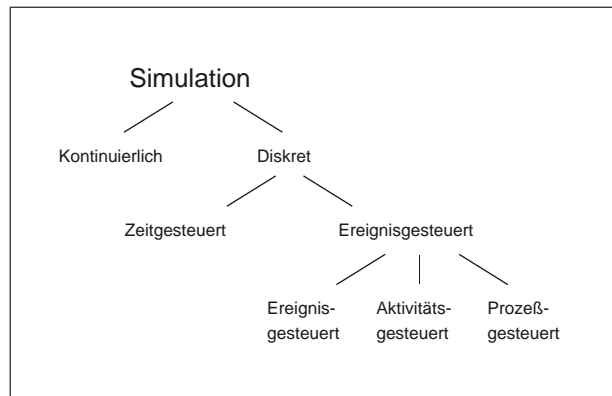 Simulation
Kontinuierlich Diskret
Zeitgesteuert Ereignisgesteuert
Ereignis- Aktivitäts- Prozeß-
gesteuert gesteuert gesteuert